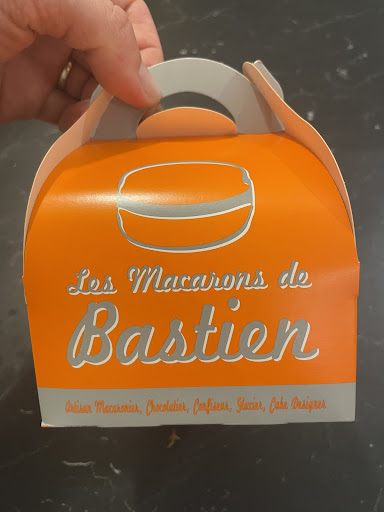 Les Macarons de
Bastien
Artisan Macaronier, Chocolatier, Confiseur, Glacier, Cake Designer